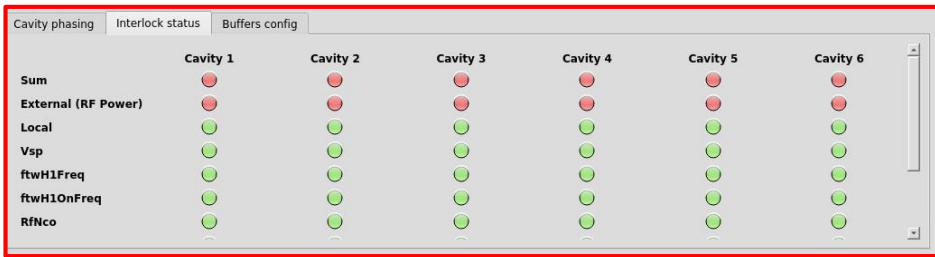 Cavity phasing Interlock status Buffers config
Cavity 1 Cavity 2 Cavity 3 Cavity 4 Cavity 5 Cavity 6
Sum
External (RF Power)
Local
Vsp
ftwH1Freq
ftwH1OnFreq
RfNco